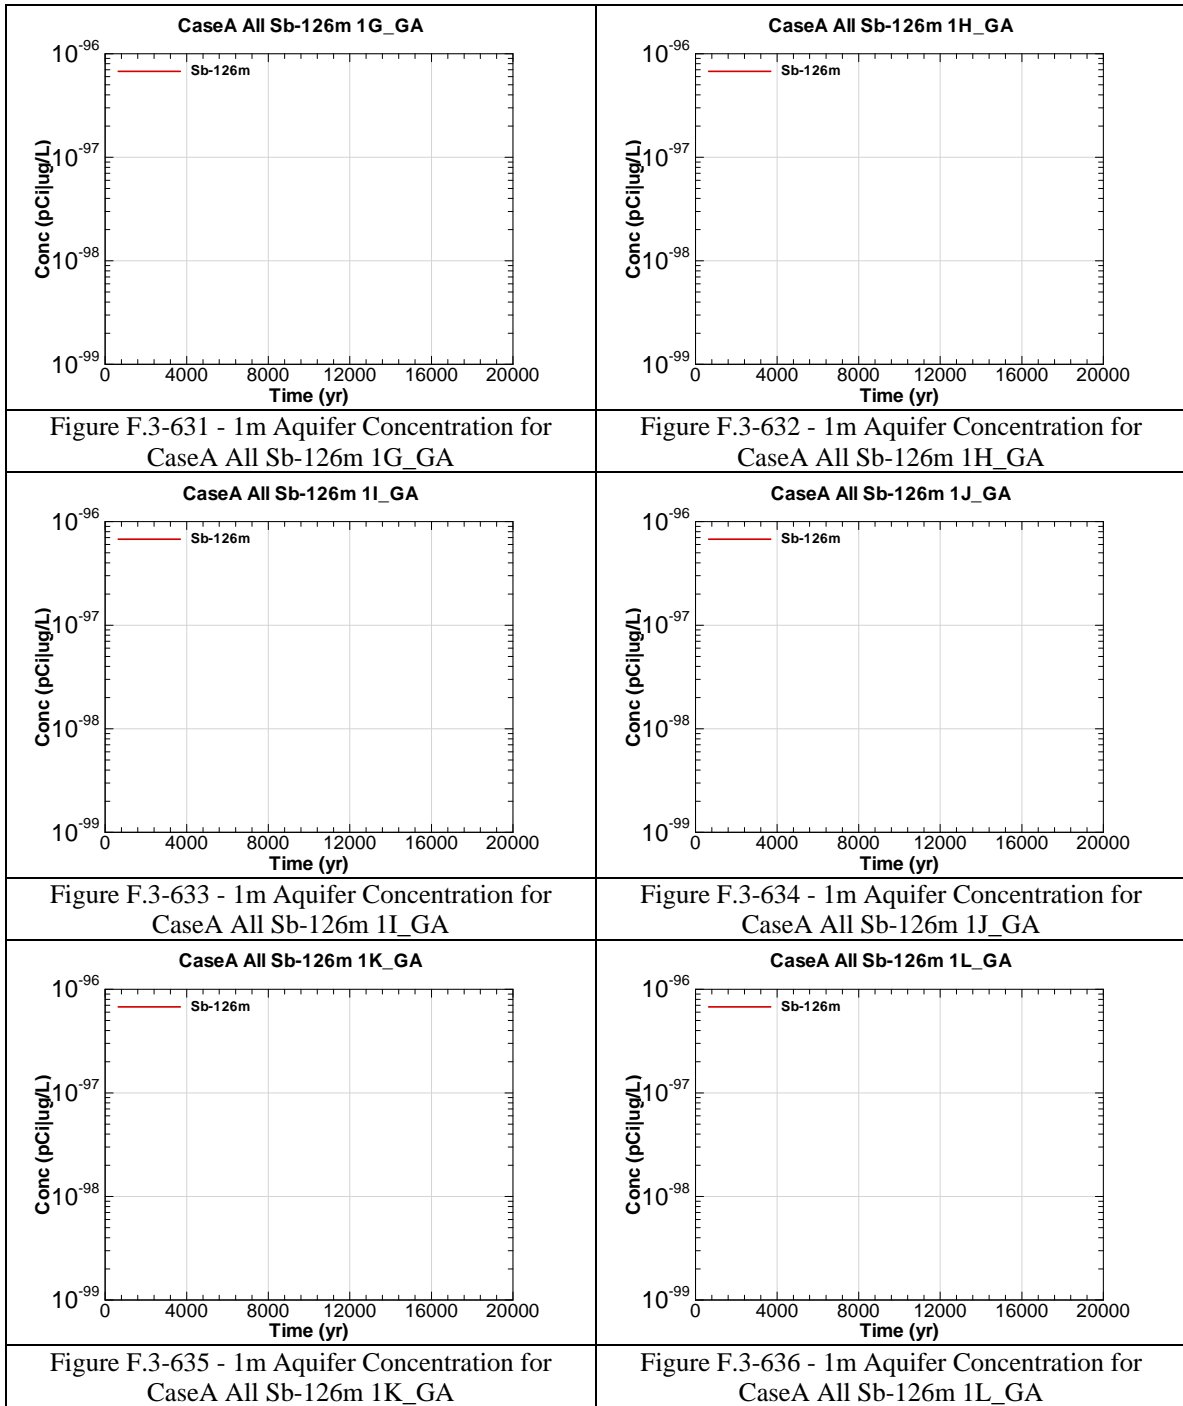 CaseA All Sb-126m 1G_GA
Sb-126m
10-96
10-97
10-98
10-99
Conc (pCi|ug/L)
0 4000 8000 12000 16000 20000
Time (yr)
Figure F.3-631 - 1m Aquifer Concentration for
CaseA All Sb-126m 1G_GA
CaseA All Sb-126m 1H_GA
Sb-126m
10-96
10-97
10-98
10-99
Conc (pCi|ug/L)
0 4000 8000 12000 16000 20000
Time (yr)
Figure F.3-632 - 1m Aquifer Concentration for
CaseA All Sb-126m 1H_GA
CaseA All Sb-126m 1I_GA
Sb-126m
10-96
10-97
10-98
10-99
Conc (pCi|ug/L)
0 4000 8000 12000 16000 20000
Time (yr)
Figure F.3-633 - 1m Aquifer Concentration for
CaseA All Sb-126m 1I_GA
CaseA All Sb-126m 1J_GA
Sb-126m
10-96
10-97
10-98
10-99
Conc (pCi|ug/L)
0 4000 8000 12000 16000 20000
Time (yr)
Figure F.3-634 - 1m Aquifer Concentration for
CaseA All Sb-126m 1J_GA
CaseA All Sb-126m 1K_GA
Sb-126m
10-96
10-97
10-98
10-99
Conc (pCi|ug/L)
0 4000 8000 12000 16000 20000
Time (yr)
Figure F.3-635 - 1m Aquifer Concentration for
CaseA All Sb-126m 1K_GA
CaseA All Sb-126m 1L_GA
Sb-126m
10-96
10-97
10-98
10-99
Conc (pCi|ug/L)
0 4000 8000 12000 16000 20000
Time (yr)
Figure F.3-636 - 1m Aquifer Concentration for
CaseA All Sb-126m 1L_GA